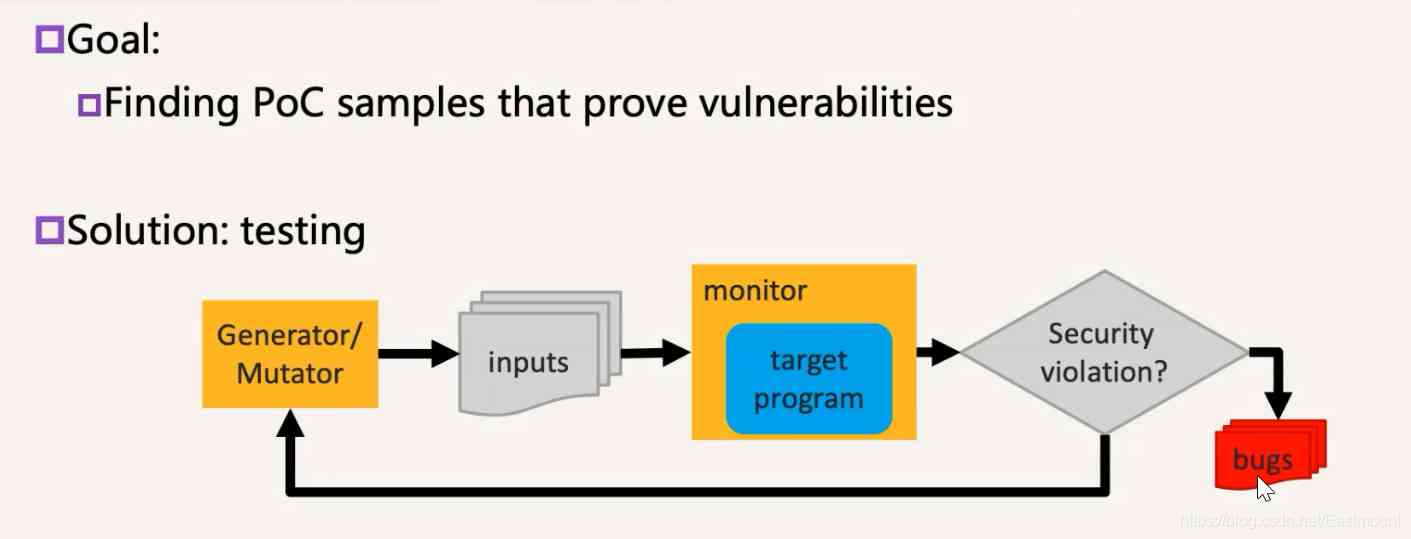 Goal:
Finding PoC samples that prove vulnerabilities
Solution: testing
Generator/
Mutator
inputs
monitor
target
program
Security
violation?
bugs
https://blog.csdn.net/Eastmount